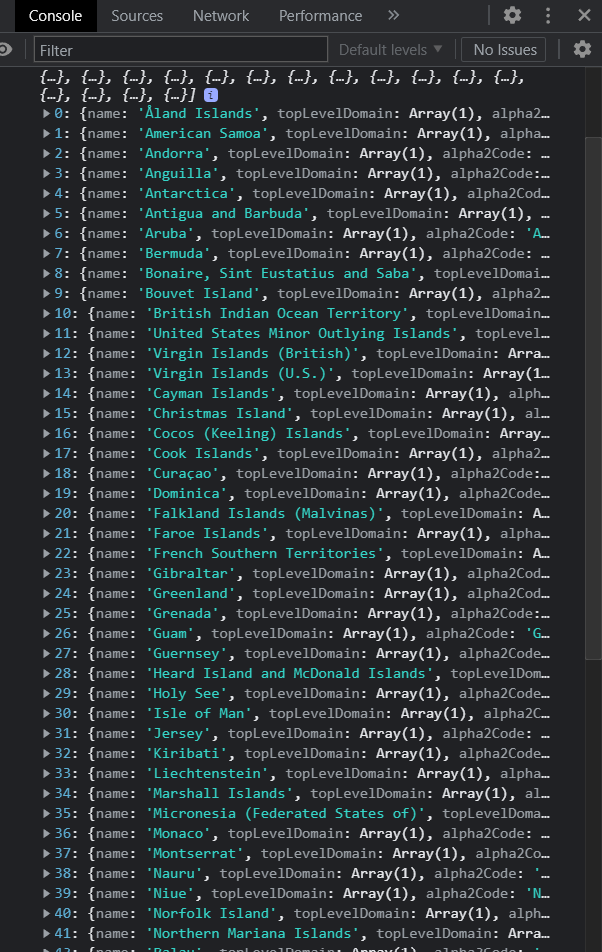 Console Sources Network Performance
Filter Default levels ▼ No Issues
{…}, {…}, {…}, {…}, {…}, {…}, {…}, {…}, {…}, {…}, {…}, {…},
{…}, {…}, {…}, {…}] i
0: {name: 'Åland Islands', topLevelDomain: Array(1), alpha2…
1: {name: 'American Samoa', topLevelDomain: Array(1), alpha…
2: {name: 'Andorra', topLevelDomain: Array(1), alpha2Code: …
3: {name: 'Anguilla', topLevelDomain: Array(1), alpha2Code:…
4: {name: 'Antarctica', topLevelDomain: Array(1), alpha2Cod…
5: {name: 'Antigua and Barbuda', topLevelDomain: Array(1), …
6: {name: 'Aruba', topLevelDomain: Array(1), alpha2Code: 'A…
7: {name: 'Bermuda', topLevelDomain: Array(1), alpha2Code: …
8: {name: 'Bonaire, Sint Eustatius and Saba', topLevelDomai…
9: {name: 'Bouvet Island', topLevelDomain: Array(1), alpha2…
10: {name: 'British Indian Ocean Territory', topLevelDomain…
11: {name: 'United States Minor Outlying Islands', topLevel…
12: {name: 'Virgin Islands (British)', topLevelDomain: Arra…
13: {name: 'Virgin Islands (U.S.)', topLevelDomain: Array(1…
14: {name: 'Cayman Islands', topLevelDomain: Array(1), alph…
15: {name: 'Christmas Island', topLevelDomain: Array(1), al…
16: {name: 'Cocos (Keeling) Islands', topLevelDomain: Array…
17: {name: 'Cook Islands', topLevelDomain: Array(1), alpha2…
18: {name: 'Curaçao', topLevelDomain: Array(1), alpha2Code:…
19: {name: 'Dominica', topLevelDomain: Array(1), alpha2Code…
20: {name: 'Falkland Islands (Malvinas)', topLevelDomain: A…
21: {name: 'Faroe Islands', topLevelDomain: Array(1), alpha…
22: {name: 'French Southern Territories', topLevelDomain: A…
23: {name: 'Gibraltar', topLevelDomain: Array(1), alpha2Cod…
24: {name: 'Greenland', topLevelDomain: Array(1), alpha2Cod…
25: {name: 'Grenada', topLevelDomain: Array(1), alpha2Code:…
26: {name: 'Guam', topLevelDomain: Array(1), alpha2Code: 'G…
27: {name: 'Guernsey', topLevelDomain: Array(1), alpha2Code…
28: {name: 'Heard Island and McDonald Islands', topLevelDom…
29: {name: 'Holy See', topLevelDomain: Array(1), alpha2Code…
30: {name: 'Isle of Man', topLevelDomain: Array(1), alpha2C…
31: {name: 'Jersey', topLevelDomain: Array(1), alpha2Code: …
32: {name: 'Kiribati', topLevelDomain: Array(1), alpha2Code…
33: {name: 'Liechtenstein', topLevelDomain: Array(1), alpha…
34: {name: 'Marshall Islands', topLevelDomain: Array(1), al…
35: {name: 'Micronesia (Federated States of)', topLevelDoma…
36: {name: 'Monaco', topLevelDomain: Array(1), alpha2Code: …
37: {name: 'Montserrat', topLevelDomain: Array(1), alpha2Co…
38: {name: 'Nauru', topLevelDomain: Array(1), alpha2Code: '…
39: {name: 'Niue', topLevelDomain: Array(1), alpha2Code: 'N…
40: {name: 'Norfolk Island', topLevelDomain: Array(1), alph…
41: {name: 'Northern Mariana Islands', topLevelDomain: Arra…